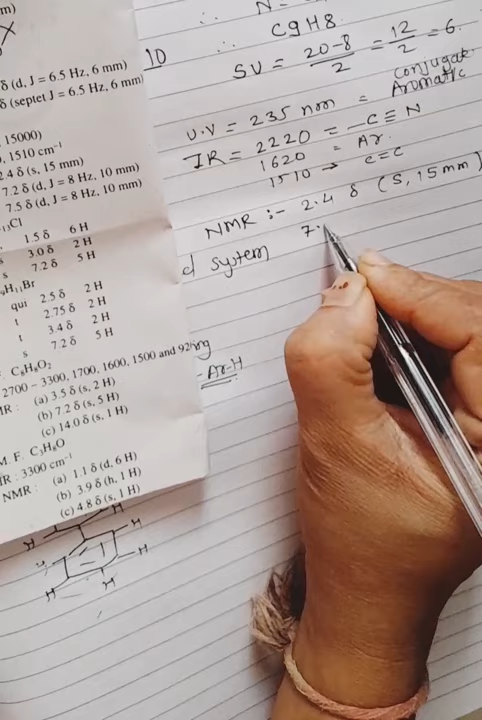 m)
δ (d, J = 6.5 Hz, 6 mm)
δ (septet J = 6.5 Hz, 6 mm)
15000)
1510 cm⁻¹
2.4 δ (s, 15 mm)
7.2 δ (d, J = 8 Hz, 10 mm)
7.5 δ (d, J = 8 Hz, 10 mm)
13Cl
1.5 δ 6 H
s 3.0 δ 2 H
s 7.2 δ 5 H
H₁₁Br
qui 2.5 δ 2 H
t 2.75 δ 2 H
t 3.4 δ 2 H
s 7.2 δ 5 H
C₈H₈O₂
2700 – 3300, 1700, 1600, 1500 and 920
MR : (a) 3.5 δ (s, 2 H)
(b) 7.2 δ (s, 5 H)
(c) 14.0 δ (s, 1 H)
M. F. C₃H₈O
IR : 3300 cm⁻¹
NMR : (a) 1.1 δ (d, 6 H)
(b) 3.9 δ (h, 1 H)
(c) 4.8 δ (s, 1 H)
∴ N =
10 ∴ C9H8
SU = 20-8/2 = 12/2 = 6.
U.V = 235 nm = Conjugat
Aromatic
IR = 2220 = -C≡N
1620 = Ar.
1510 → C=C
NMR :- 2.4 δ (S, 15 mm)
7.
d system
ing
- Ar-H
H
H
H
H
H
H